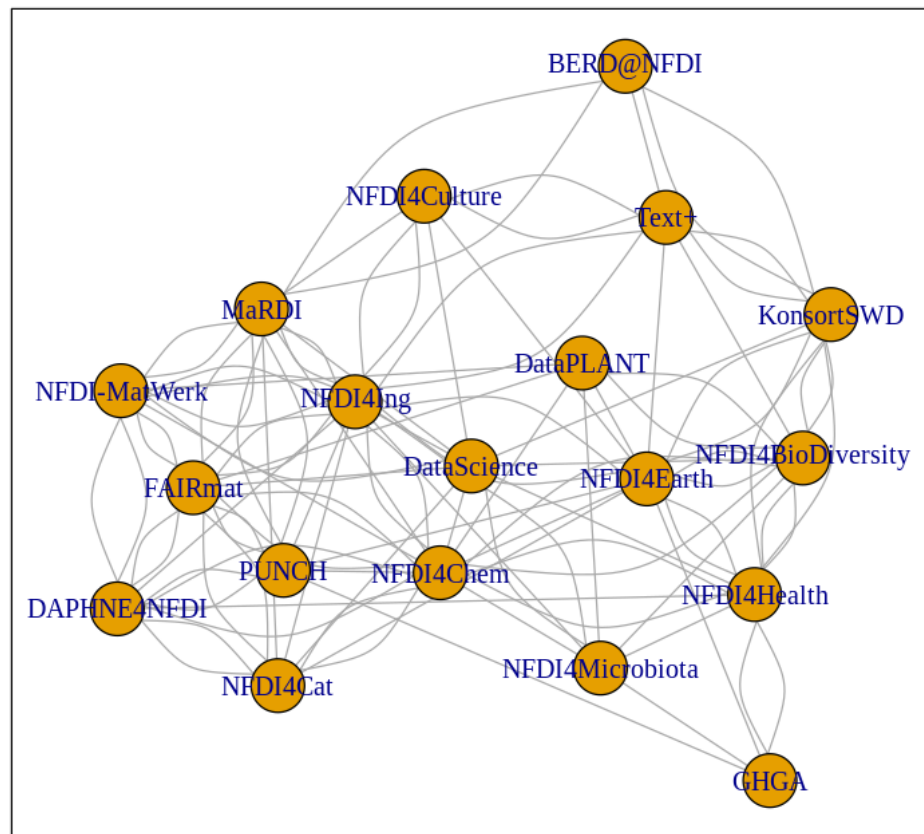 BERD@NFDI
NFDI4Culture
Text+
MaRDI
KonsortSWD
DataPLANT
NFDI-MatWerk
NFDI4Ing
NFDI4BioDiversity
DataScience
NFDI4Earth
FAIRmat
PUNCH
NFDI4Chem
NFDI4Health
DAPHNE4NFDI
NFDI4Microbiota
NFDI4Cat
GHGA